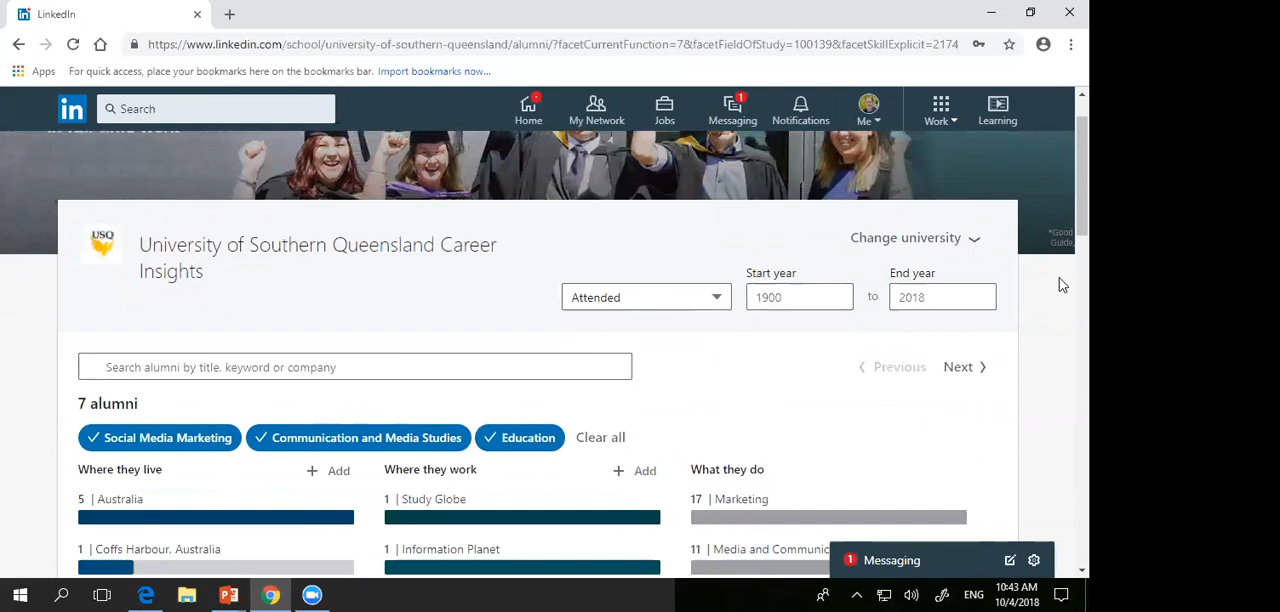 LinkedIn
https://www.linkedin.com/school/university-of-southern-queensland/alumni/?facetCurrentFunction=7&facetFieldOfStudy=100139&facetSkillExplicit=2174
Apps For quick access, place your bookmarks here on the bookmarks bar. Import bookmarks now...
in Search
Home My Network Jobs 1 Messaging Notifications Me Work Learning
*Good
Guide,
USQ
University of Southern Queensland Career
Insights
Change university
Start year End year
Attended 1900 to 2018
Search alumni by title, keyword or company
Previous Next
7 alumni
Social Media Marketing Communication and Media Studies Education Clear all
Where they live + Add Where they work + Add What they do
5 | Australia 1 | Study Globe 17 | Marketing
1 | Coffs Harbour, Australia 1 | Information Planet 11 | Media and Communic
1 Messaging
ENG
10:43 AM
10/4/2018